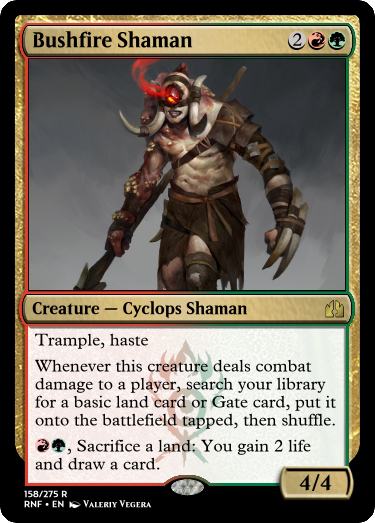 Bushfire Shaman 2
Creature — Cyclops Shaman
Trample, haste
Whenever this creature deals combat
damage to a player, search your library
for a basic land card or Gate card, put it
onto the battlefield tapped, then shuffle.
, Sacrifice a land: You gain 2 life
and draw a card.
4/4
158/275 R
RNF • EN Valeriy Vegera